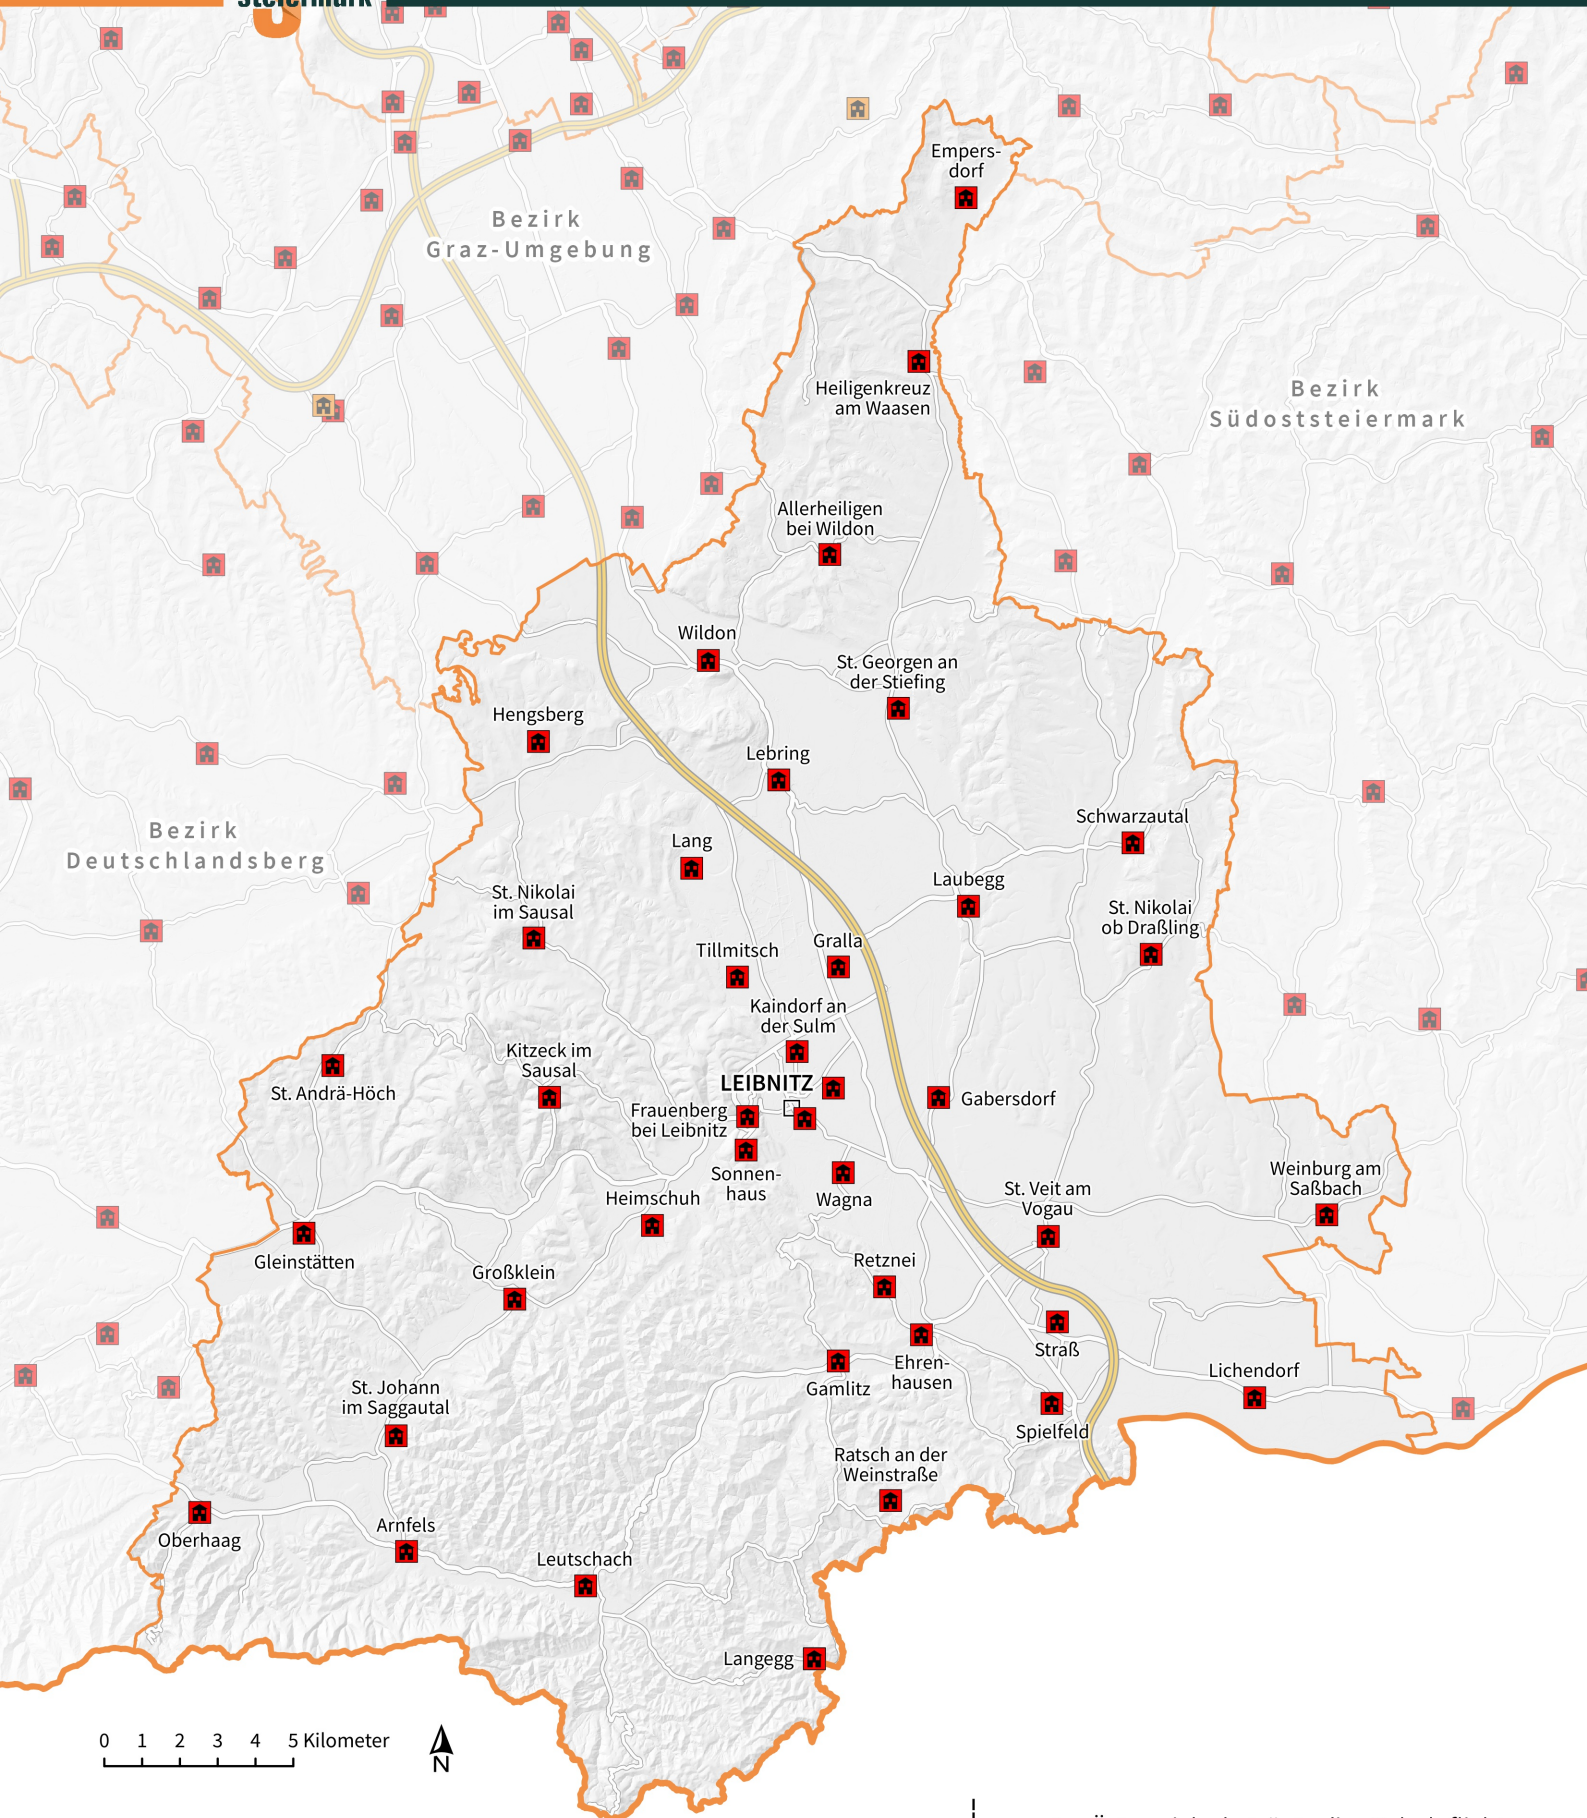 steiermark
Empers-
dorf
Bezirk
Graz-Umgebung
Heiligenkreuz
am Waasen
Bezirk
Südoststeiermark
Allerheiligen
bei Wildon
Wildon
St. Georgen an
der Stiefing
Hengsberg
Lebring
Schwarzautal
Bezirk
Deutschlandsberg
Lang
Laubegg
St. Nikolai
im Sausal
St. Nikolai
ob Draßling
Gralla
Tillmitsch
Kaindorf an
der Sulm
Kitzeck im
Sausal
LEIBNITZ
St. Andrä-Höch
Gabersdorf
Frauenberg
bei Leibnitz
Sonnen-
haus
Weinburg am
Saßbach
Heimschuh
Wagna
St. Veit am
Vogau
Gleinstätten
Retznei
Großklein
Straß
Ehren-
hausen
Lichendorf
St. Johann
im Saggautal
Gamlitz
Spielfeld
Ratsch an der
Weinstraße
Oberhaag
Arnfels
Leutschach
Langegg
0 1 2 3 4 5 Kilometer
N